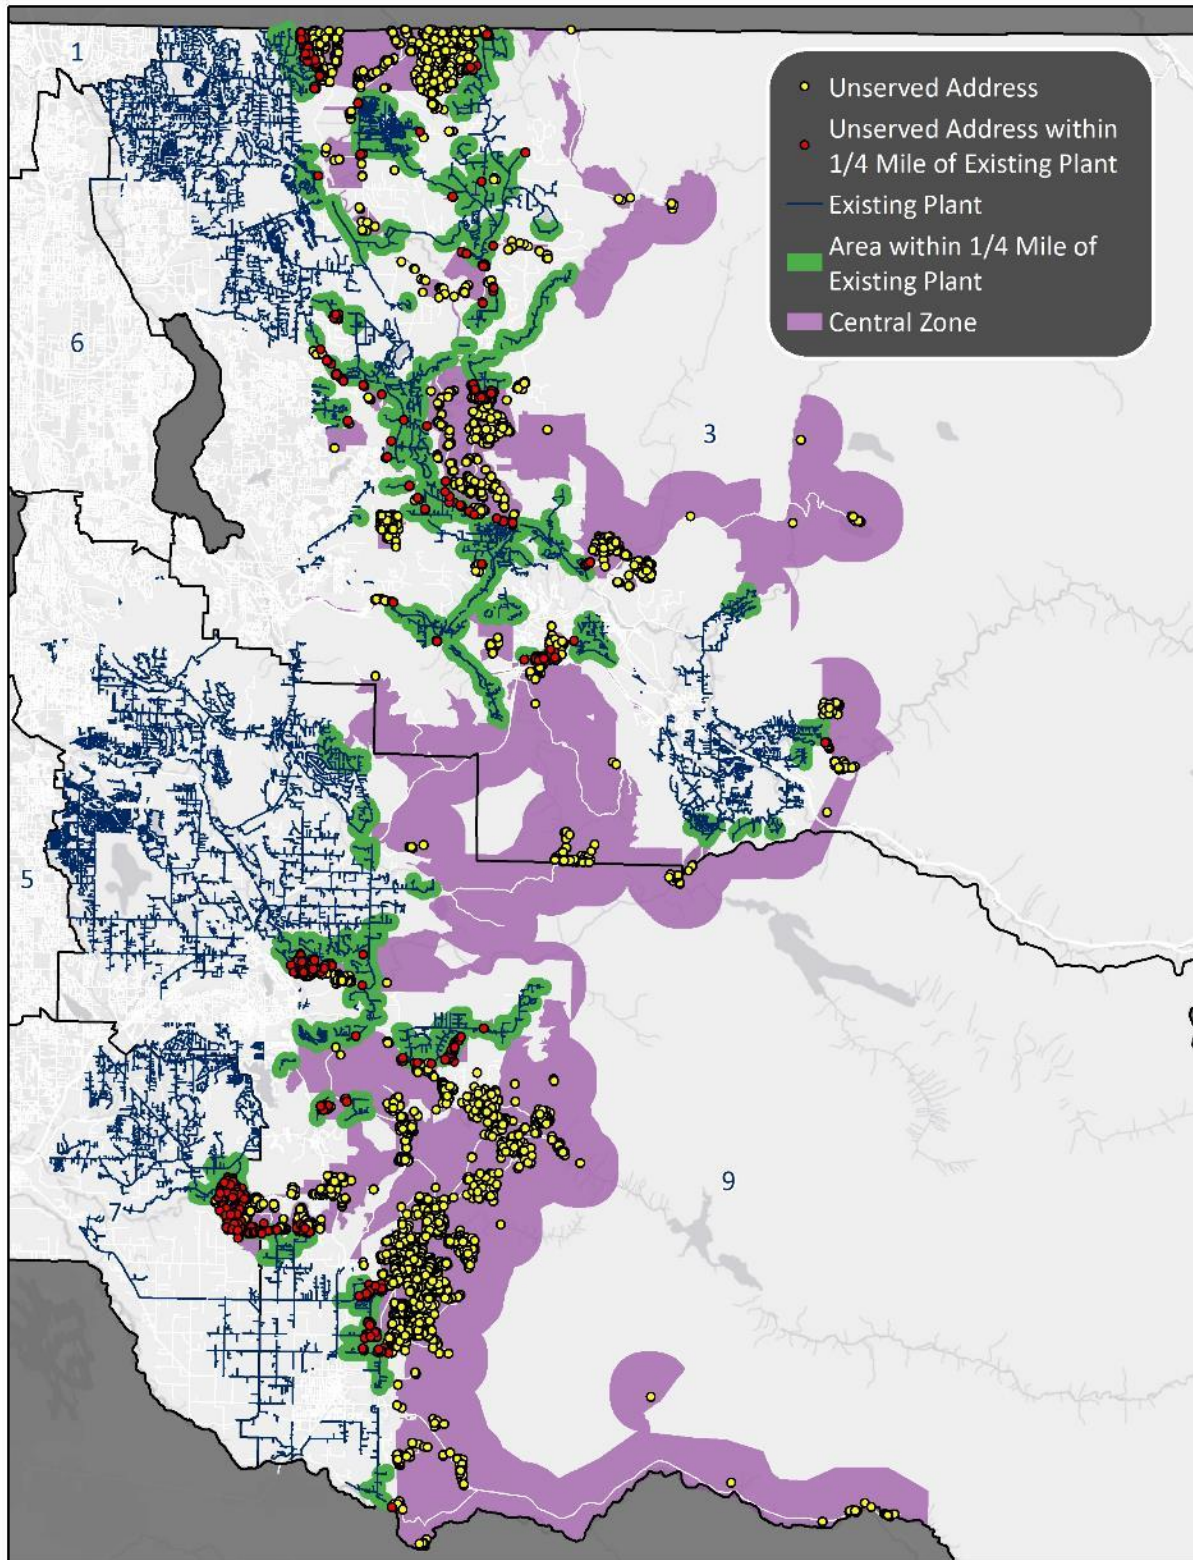 1
Unserved Address
Unserved Address within
1/4 Mile of Existing Plant
Existing Plant
Area within 1/4 Mile of
Existing Plant
Central Zone
6
3
5
9
7